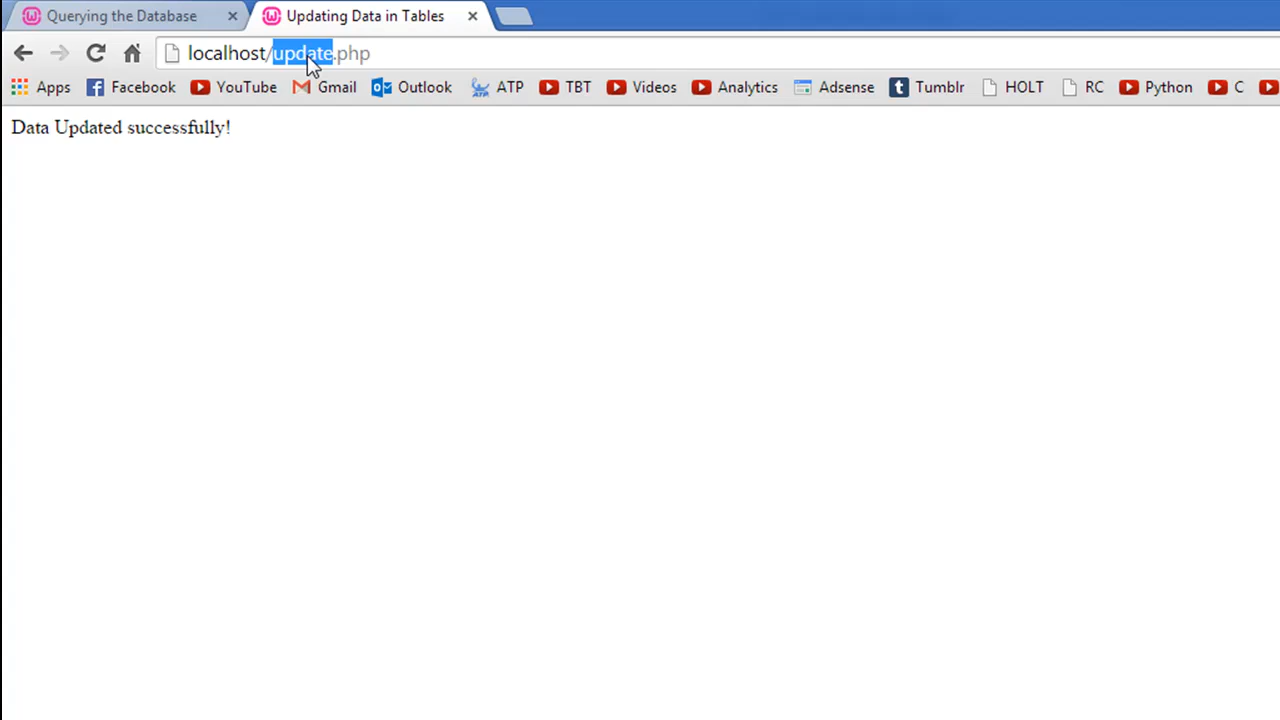 Querying the Database
Updating Data in Tables
localhost/update.php
Apps Facebook YouTube Gmail Outlook ATP TBT Videos Analytics Adsense Tumblr HOLT RC Python C
Data Updated successfully!